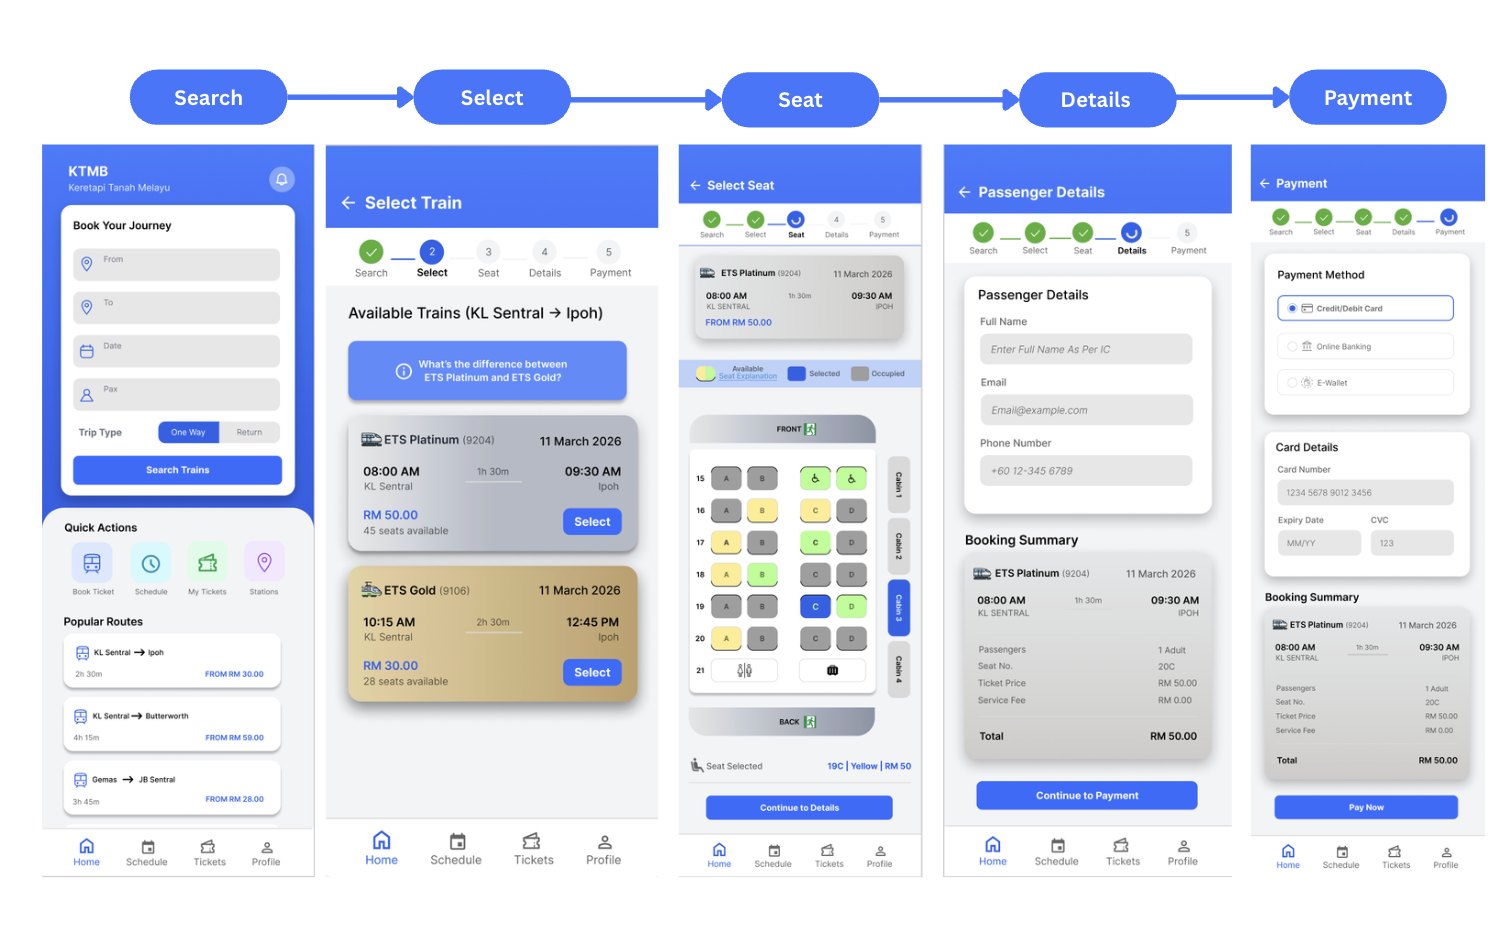 Search
Select
Seat
Details
Payment
KTMB
Keretapi Tanah Melayu
Book Your Journey
From
To
Date
Pax
Trip Type
One Way
Return
Search Trains
Quick Actions
Book Ticket
Schedule
My Tickets
Stations
Popular Routes
KL Sentral → Ipoh
2h 30m
FROM RM 30.00
KL Sentral → Butterworth
4h 15m
FROM RM 59.00
Gemas → JB Sentral
3h 45m
FROM RM 28.00
Home
Schedule
Tickets
Profile
← Select Train
2
3
4
5
Search
Select
Seat
Details
Payment
Available Trains (KL Sentral → Ipoh)
What's the difference between
ETS Platinum and ETS Gold?
ETS Platinum (9204)
11 March 2026
08:00 AM
1h 30m
09:30 AM
KL Sentral
Ipoh
RM 50.00
45 seats available
Select
ETS Gold (9106)
11 March 2026
10:15 AM
2h 30m
12:45 PM
KL Sentral
Ipoh
RM 30.00
28 seats available
Select
Home
Schedule
Tickets
Profile
← Select Seat
4
5
Search
Select
Seat
Details
Payment
ETS Platinum (9204)
11 March 2026
08:00 AM
1h 30m
09:30 AM
KL SENTRAL
IPOH
FROM RM 50.00
Available
Seat Explanation
Selected
Occupied
FRONT
15 A B
16 A B C D
17 A B C D
18 A B C D
19 A B C D
20 A B C D
21
Cabin 1
Cabin 2
Cabin 3
Cabin 4
BACK
Seat Selected
19C | Yellow | RM 50
Continue to Details
Home
Schedule
Tickets
Profile
← Passenger Details
5
Search
Select
Seat
Details
Payment
Passenger Details
Full Name
Enter Full Name As Per IC
Email
Email@example.com
Phone Number
+60 12-345 6789
Booking Summary
ETS Platinum (9204)
11 March 2026
08:00 AM
1h 30m
09:30 AM
KL SENTRAL
IPOH
Passengers
1 Adult
Seat No.
20C
Ticket Price
RM 50.00
Service Fee
RM 0.00
Total
RM 50.00
Continue to Payment
Home
Schedule
Tickets
Profile
← Payment
Search
Select
Seat
Details
Payment
Payment Method
Credit/Debit Card
Online Banking
E-Wallet
Card Details
Card Number
1234 5678 9012 3456
Expiry Date
CVC
MM/YY
123
Booking Summary
ETS Platinum (9204)
11 March 2026
08:00 AM
1h 30m
09:30 AM
KL SENTRAL
IPOH
Passengers
1 Adult
Seat No.
20C
Ticket Price
RM 50.00
Service Fee
RM 0.00
Total
RM 50.00
Pay Now
Home
Schedule
Tickets
Profile